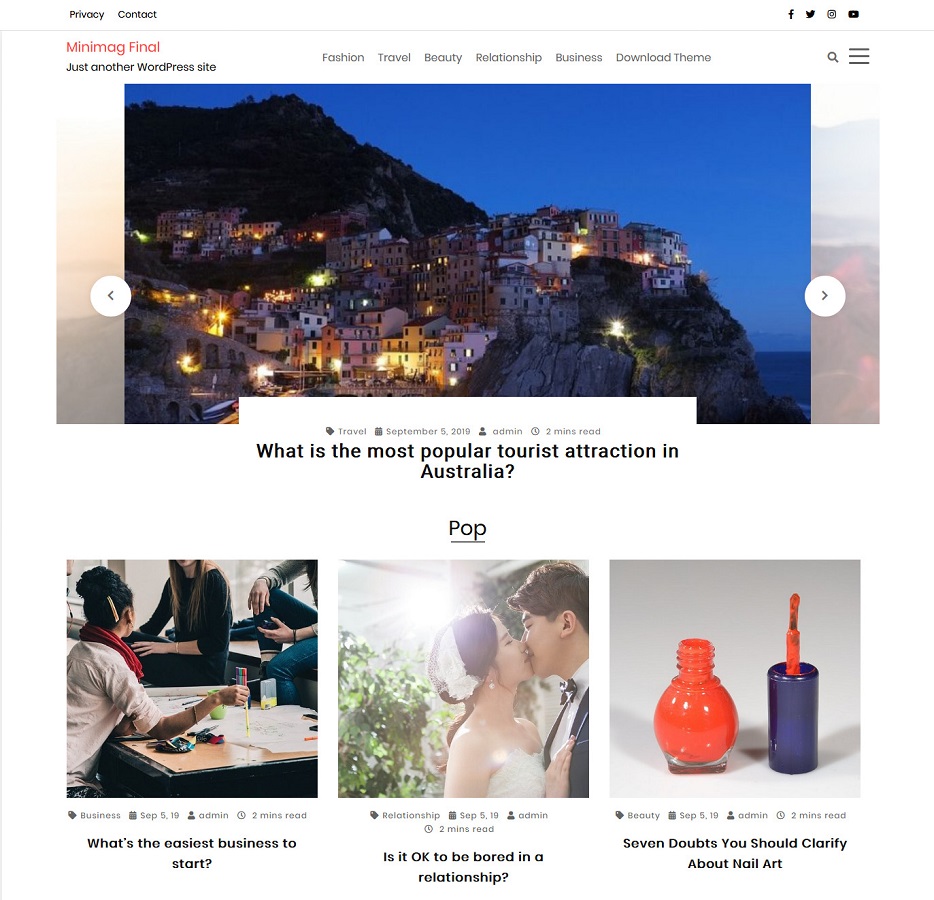 Privacy Contact
Minimag Final
Just another WordPress site
Fashion Travel Beauty Relationship Business Download Theme
Travel September 5, 2019 admin 2 mins read
What is the most popular tourist attraction in
Australia?
Pop
Business Sep 5, 19 admin 2 mins read
What's the easiest business to
start?
Relationship Sep 5, 19 admin
2 mins read
Is it OK to be bored in a
relationship?
Beauty Sep 5, 19 admin 2 mins read
Seven Doubts You Should Clarify
About Nail Art